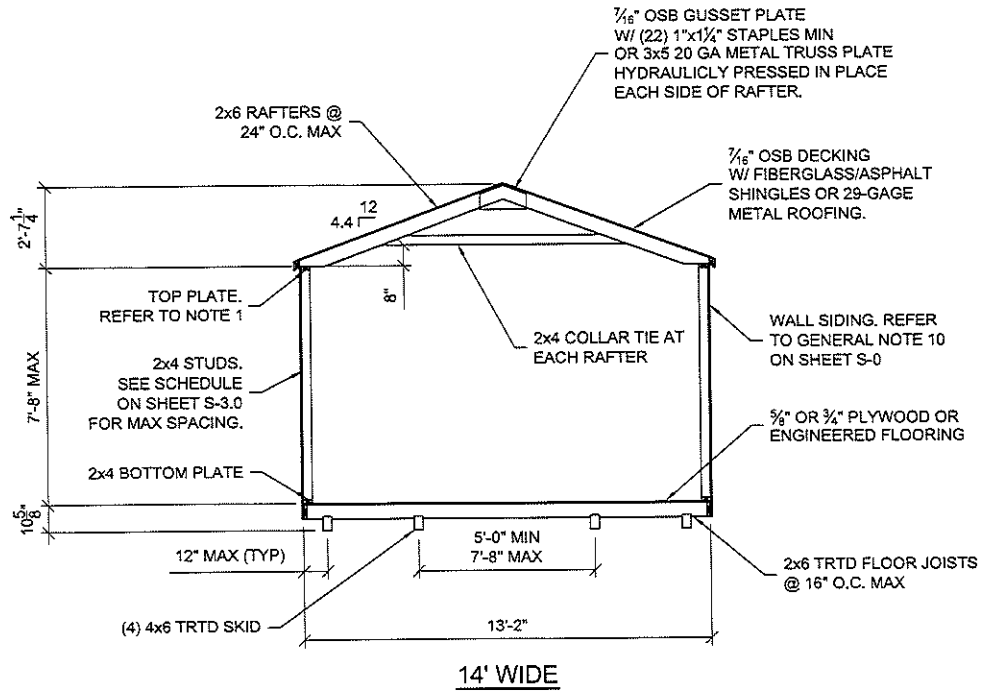 7/16" OSB GUSSET PLATE
W/ (22) 1"x1¼" STAPLES MIN
OR 3x5 20 GA METAL TRUSS PLATE
HYDRAULICLY PRESSED IN PLACE
EACH SIDE OF RAFTER.
2x6 RAFTERS @
24" O.C. MAX
7/16" OSB DECKING
W/ FIBERGLASS/ASPHALT
SHINGLES OR 29-GAGE
METAL ROOFING.
12
4.4
2'-7¼"
8"
TOP PLATE.
REFER TO NOTE 1
2x4 COLLAR TIE AT
EACH RAFTER
WALL SIDING. REFER
TO GENERAL NOTE 10
ON SHEET S-0
2x4 STUDS.
SEE SCHEDULE
ON SHEET S-3.0
FOR MAX SPACING.
7'-8" MAX
⅝" OR ¾" PLYWOOD OR
ENGINEERED FLOORING
2x4 BOTTOM PLATE
10⅝"
12" MAX (TYP)
5'-0" MIN
7'-8" MAX
2x6 TRTD FLOOR JOISTS
@ 16" O.C. MAX
(4) 4x6 TRTD SKID
13'-2"
14' WIDE